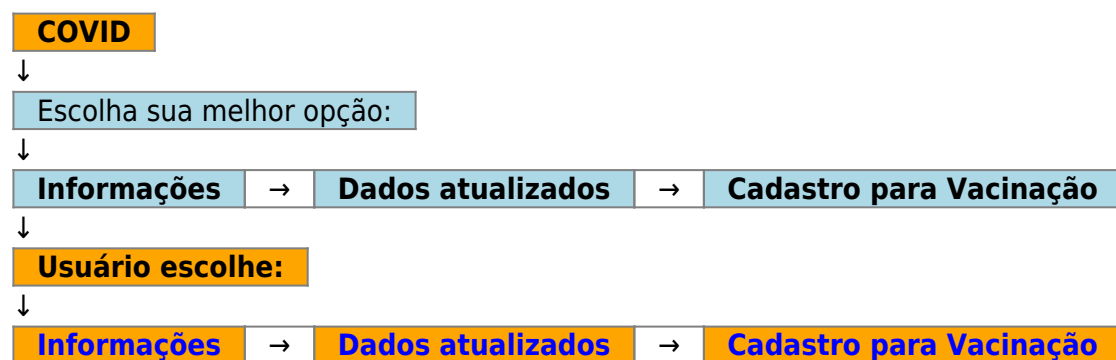 COVID
↓
Escolha sua melhor opção:
↓
Informações → Dados atualizados → Cadastro para Vacinação
↓
Usuário escolhe:
↓
Informações → Dados atualizados → Cadastro para Vacinação